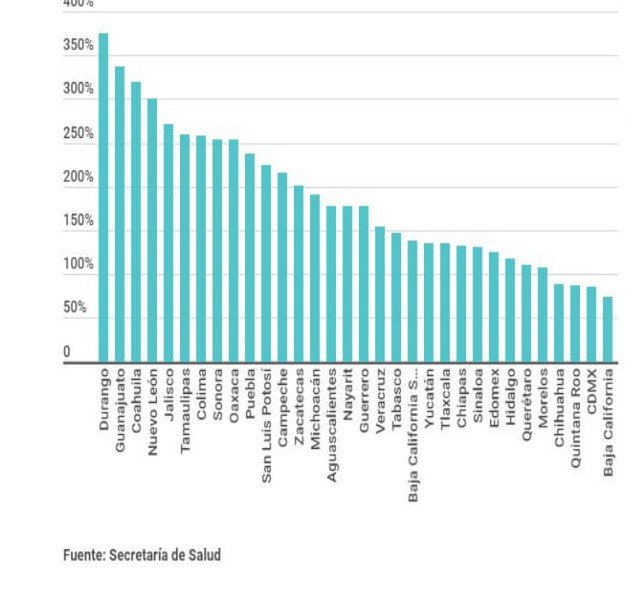 400%
350%
300%
250%
200%
150%
100%
50%
0
Durango
Guanajuato
Coahuila
Nuevo León
Jalisco
Tamaulipas
Colima
Sonora
Oaxaca
Puebla
San Luis Potosí
Campeche
Zacatecas
Michoacán
Aguascalientes
Nayarit
Guerrero
Veracruz
Tabasco
Baja California S...
Yucatán
Tlaxcala
Chiapas
Sinaloa
Edomex
Hidalgo
Querétaro
Morelos
Chihuahua
Quintana Roo
CDMX
Baja California
Fuente: Secretaría de Salud